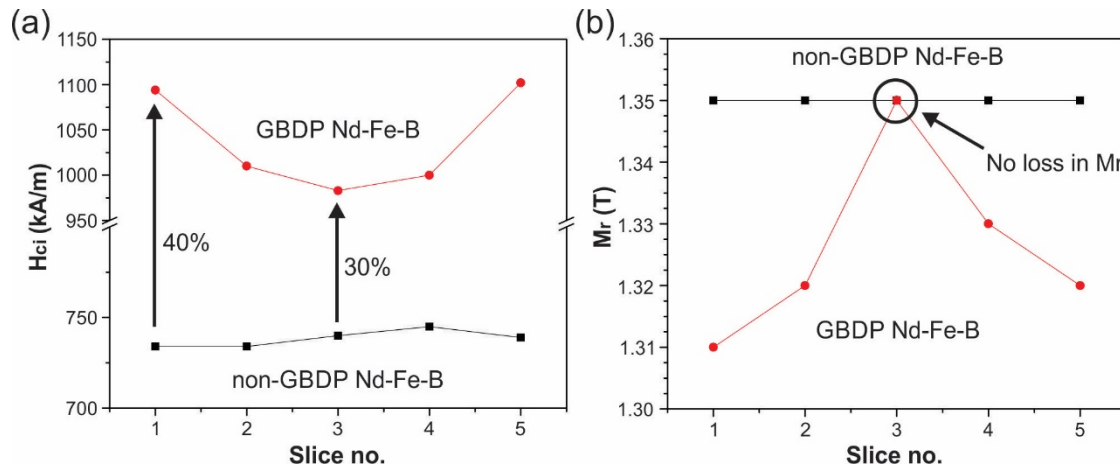 (a)
1150
1100
1050
1000
950
750
700
Hci (kA/m)
GBDP Nd-Fe-B
40%
30%
non-GBDP Nd-Fe-B
1 2 3 4 5
Slice no.
(b)
1.36
1.35
1.34
1.33
1.32
1.31
1.30
Mr (T)
non-GBDP Nd-Fe-B
No loss in Mr
GBDP Nd-Fe-B
1 2 3 4 5
Slice no.